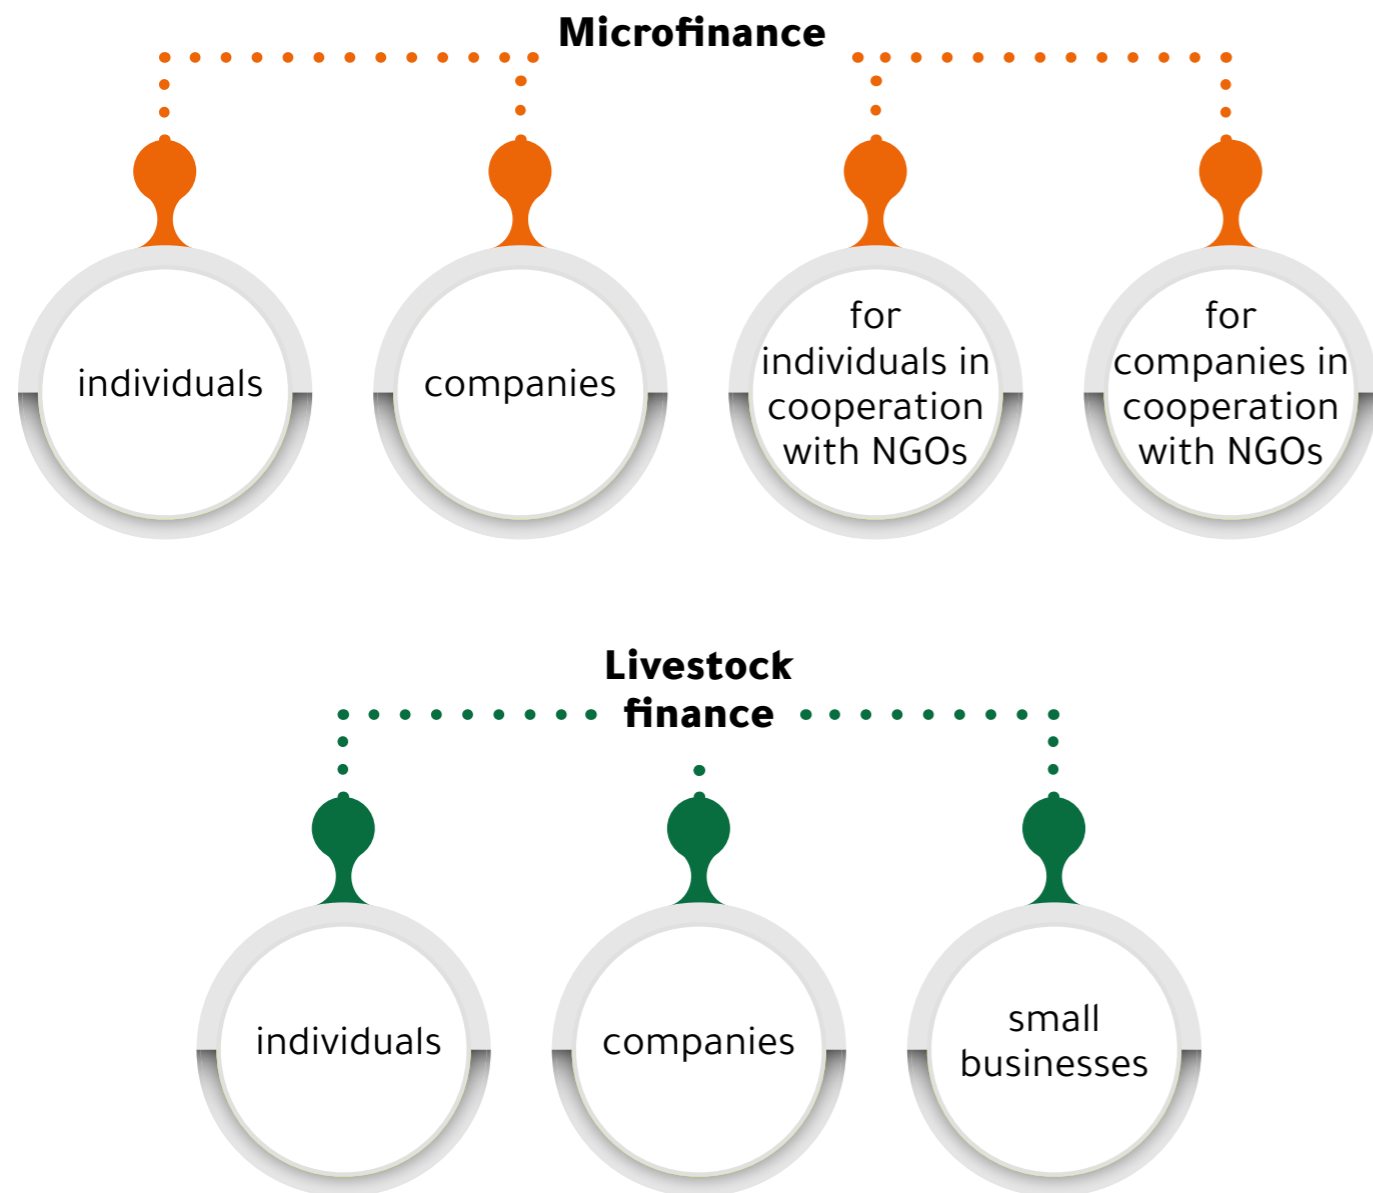 Microfinance
individuals
companies
for
individuals in
cooperation
with NGOs
for
companies in
cooperation
with NGOs
Livestock
finance
individuals
companies
small
businesses